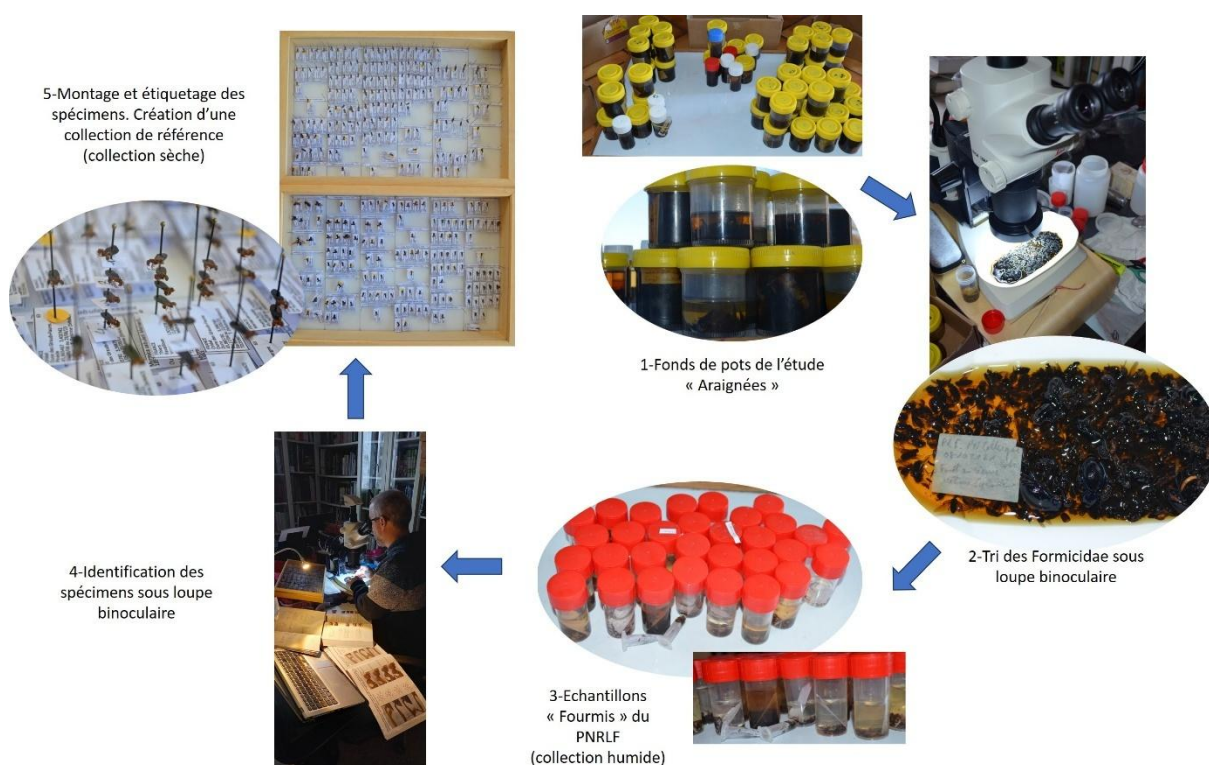 1-Fonds de pots de l’étude
« Araignées »
2-Tri des Formicidae sous
loupe binoculaire
3-Echantillons
« Fourmis » du
PNRLF
(collection humide)
4-Identification des
spécimens sous loupe
binoculaire
5-Montage et étiquetage des
spécimens. Création d’une
collection de référence
(collection sèche)